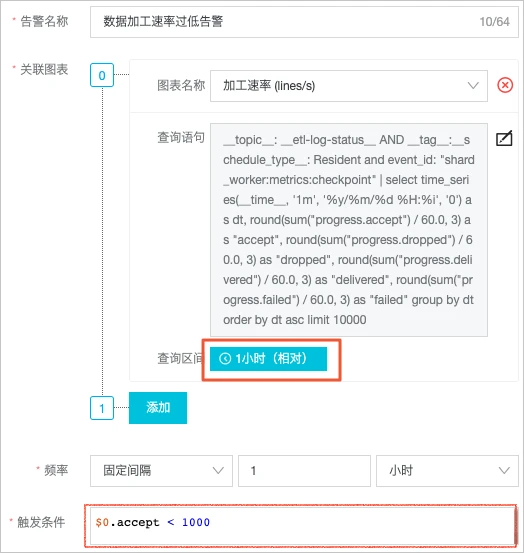 * 告警名称 数据加工速率过低告警 10/64
* 关联图表 0 图表名称 加工速率 (lines/s)
查询语句 __topic__: __etl-log-status__ AND __tag__:__s
chedule_type__: Resident and event_id: "shard
_worker:metrics:checkpoint" | select time_seri
es(__time__, '1m', '%y/%m/%d %H:%i', '0') a
s dt, round(sum("progress.accept") / 60.0, 3) a
s "accept", round(sum("progress.dropped") / 6
0.0, 3) as "dropped", round(sum("progress.deli
vered") / 60.0, 3) as "delivered", round(sum("pr
ogress.failed") / 60.0, 3) as "failed" group by dt
order by dt asc limit 10000
查询区间 1小时（相对）
1 添加
* 频率 固定间隔 1 小时
* 触发条件 $0.accept < 1000